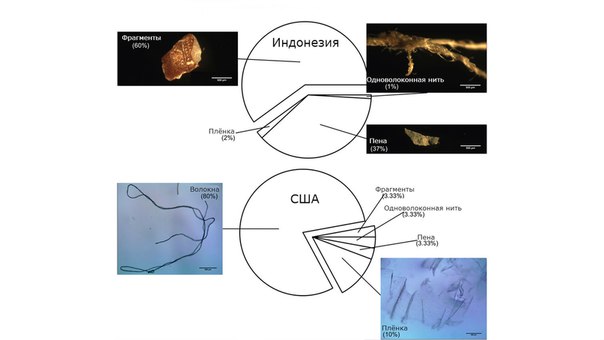 Фрагменты
(60%)
Индонезия
Одноволоконная нить
(1%)
Плёнка
(2%)
Пена
(37%)
Волокна
(80%)
США
Фрагменты
(3.33%)
Одноволоконная нить
(3.33%)
Пена
(3.33%)
Плёнка
(10%)